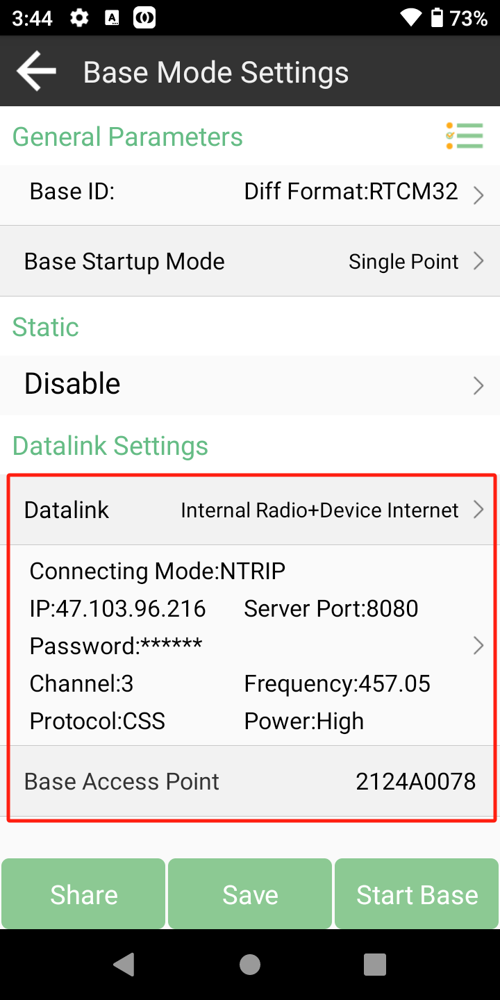 3:44 A 73%
Base Mode Settings
General Parameters
Base ID: Diff Format:RTCM32
Base Startup Mode Single Point
Static
Disable
Datalink Settings
Datalink Internal Radio+Device Internet
Connecting Mode:NTRIP
IP:47.103.96.216 Server Port:8080
Password:******
Channel:3 Frequency:457.05
Protocol:CSS Power:High
Base Access Point 2124A0078
Share Save Start Base